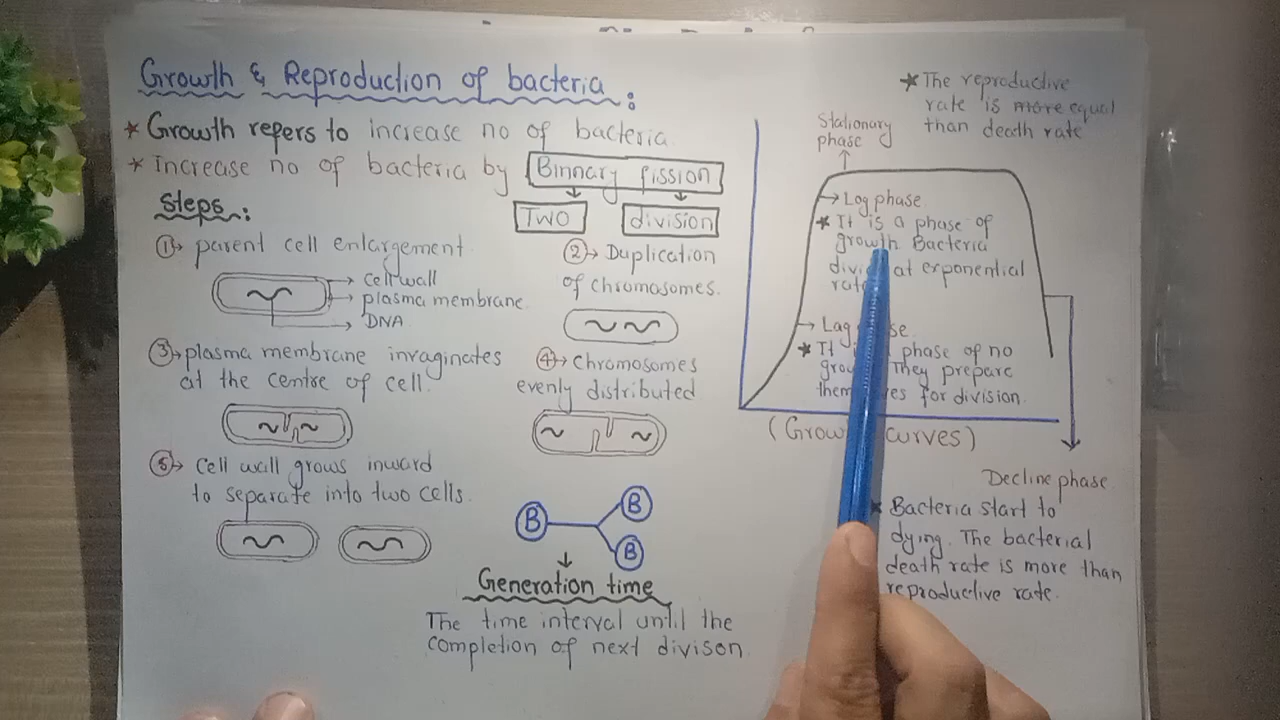 Growth & Reproduction of bacteria :
* Growth repers to increase no of bacteria.
* Increase no of bacteria by Binnary fission
Two division
Steps :
① parent cell enlargement
cell wall
plasma membrane
DNA
② Duplication
of chromosomes.
③ plasma membrane invaginates
at the centre of cell.
④ chromosomes
evenly distributed
⑤ Cell wall grows inward
to separate into two cells.
B B
B
Generation time
The time interval until the
completion of next divison.
* The reproductive
rate is more equal
than death rate
Stationary
phase
Log phase
* It is a phase of
growth Bacteria
at exponential
* phase of no
They prepare
for division.
(curves)
Decline phase
* Bacteria start to
dying. The bacterial
death rate is more than
reproductive rate.